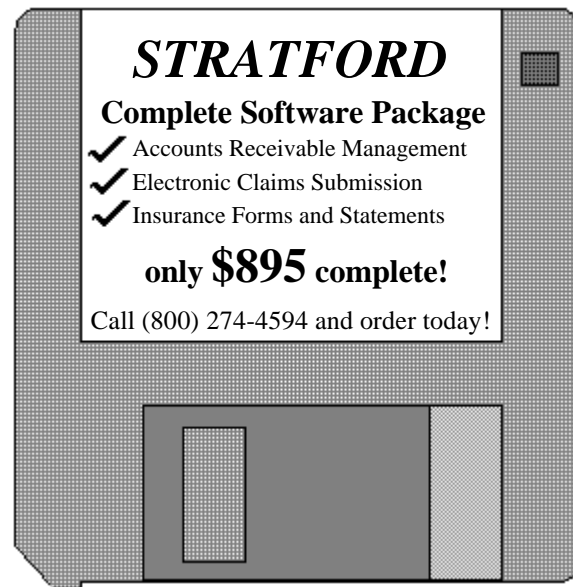 STRATFORD
Complete Software Package
Accounts Receivable Management
Electronic Claims Submission
Insurance Forms and Statements
only $895 complete!
Call (800) 274-4594 and order today!